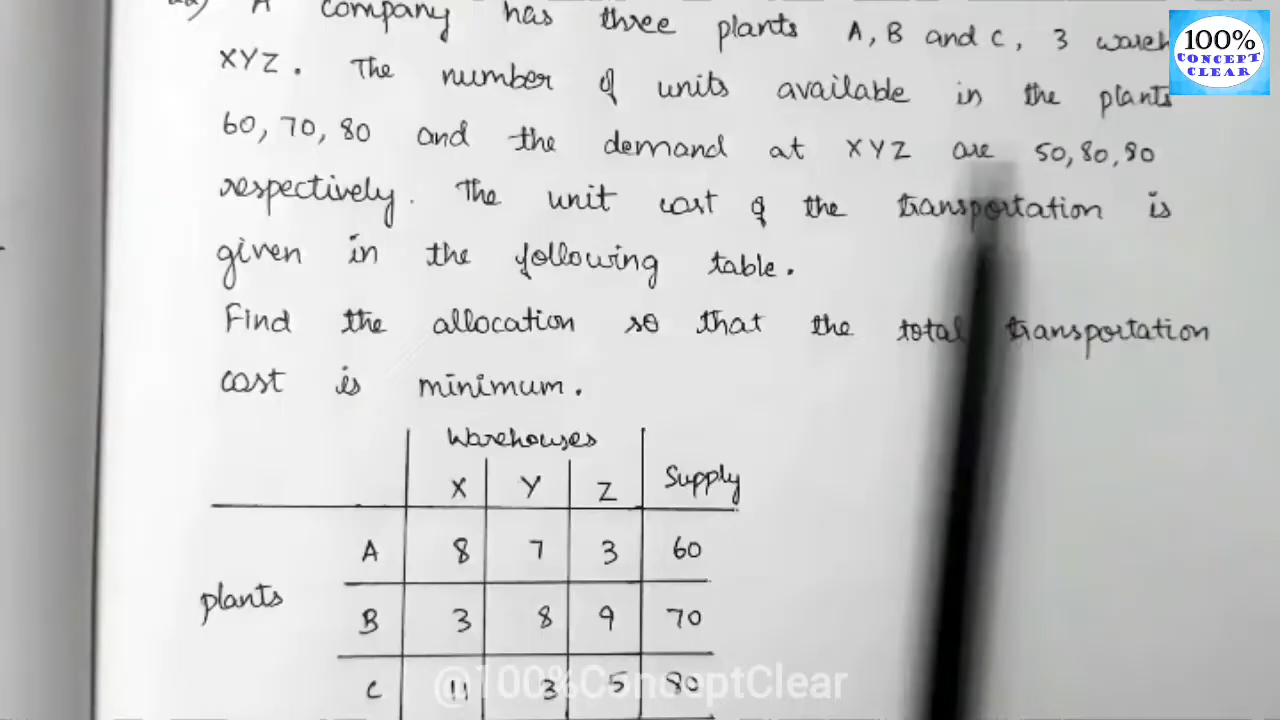 A company has three plants A, B and C, 3 wareh
XYZ. The number of units available in the plants
60, 70, 80 and the demand at XYZ are 50, 80, 80
respectively. The unit cost of the transportation is
given in the following table.
Find the allocation so that the total transportation
cost is minimum.
Warehouses
X Y Z Supply
A 8 7 3 60
plants
B 3 8 9 70
C 11 3 5 80
100%
CONCEPT
CLEAR
@100%ConceptClear